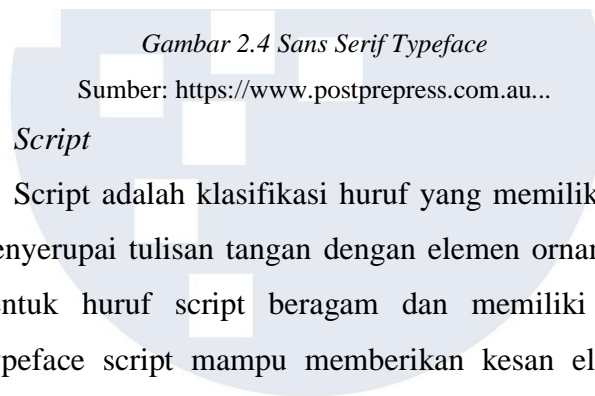 Gambar 2.4 Sans Serif Typeface
Sumber: https://www.postprepress.com.au...
Script
Script adalah klasifikasi huruf yang memilik
enyerupai tulisan tangan dengan elemen ornar
entuk huruf script beragam dan memiliki
peface script mampu memberikan kesan el